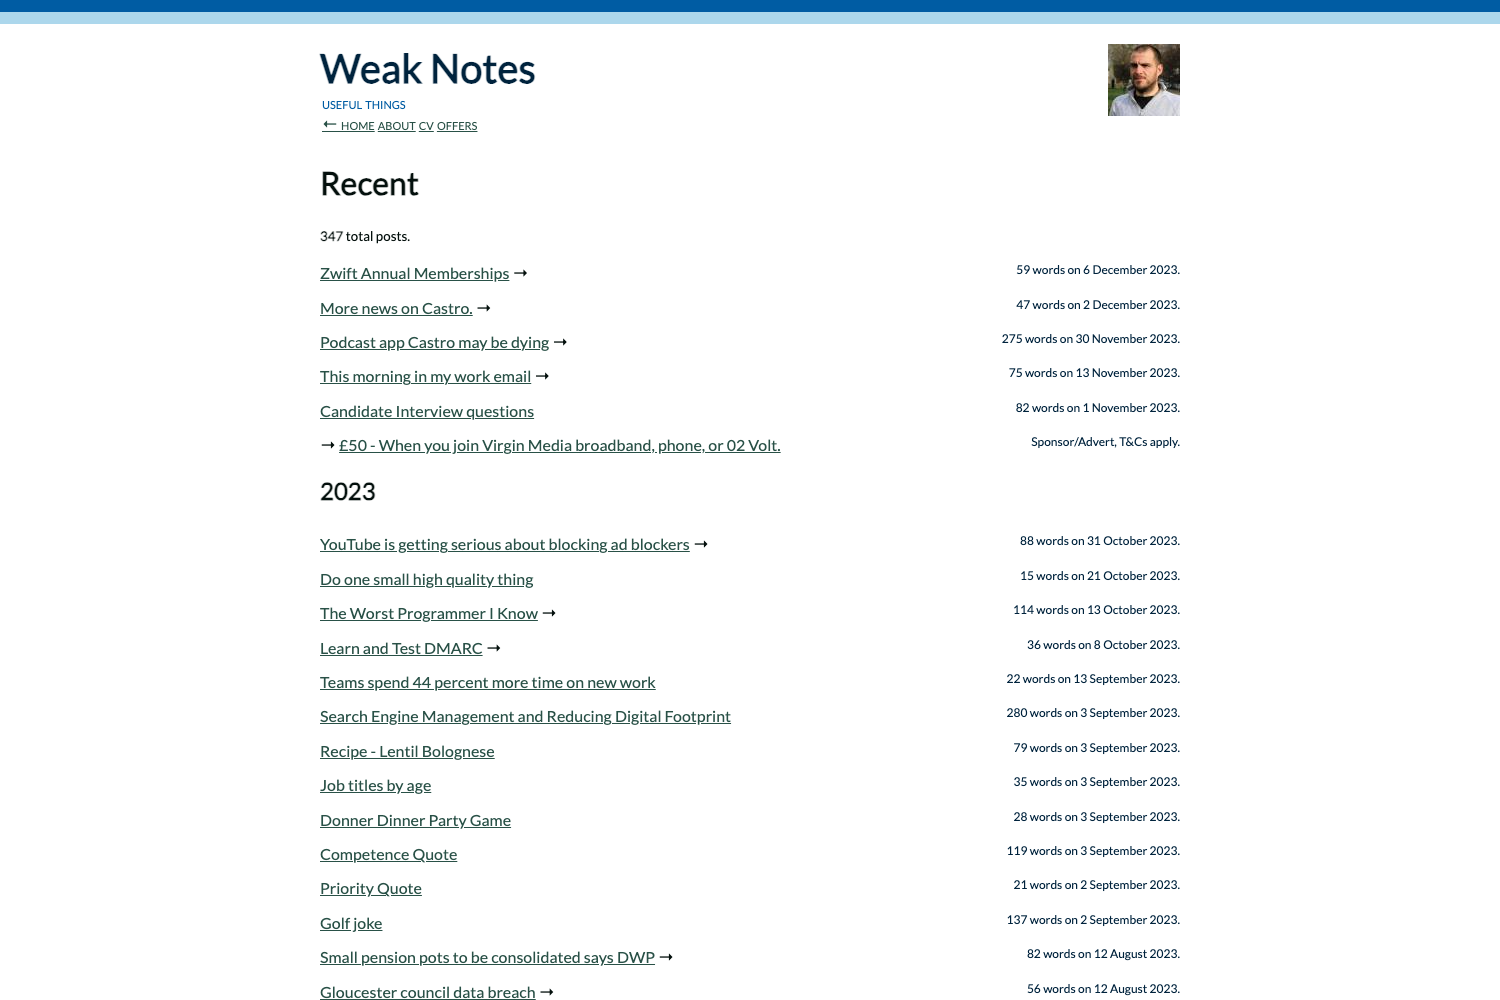 Weak Notes
USEFUL THINGS
← HOME ABOUT CV OFFERS
Recent
347 total posts.
Zwift Annual Memberships → 59 words on 6 December 2023.
More news on Castro. → 47 words on 2 December 2023.
Podcast app Castro may be dying → 275 words on 30 November 2023.
This morning in my work email → 75 words on 13 November 2023.
Candidate Interview questions 82 words on 1 November 2023.
→ £50 - When you join Virgin Media broadband, phone, or 02 Volt. Sponsor/Advert, T&Cs apply.
2023
YouTube is getting serious about blocking ad blockers → 88 words on 31 October 2023.
Do one small high quality thing 15 words on 21 October 2023.
The Worst Programmer I Know → 114 words on 13 October 2023.
Learn and Test DMARC → 36 words on 8 October 2023.
Teams spend 44 percent more time on new work 22 words on 13 September 2023.
Search Engine Management and Reducing Digital Footprint 280 words on 3 September 2023.
Recipe - Lentil Bolognese 79 words on 3 September 2023.
Job titles by age 35 words on 3 September 2023.
Donner Dinner Party Game 28 words on 3 September 2023.
Competence Quote 119 words on 3 September 2023.
Priority Quote 21 words on 2 September 2023.
Golf joke 137 words on 2 September 2023.
Small pension pots to be consolidated says DWP → 82 words on 12 August 2023.
Gloucester council data breach → 56 words on 12 August 2023.